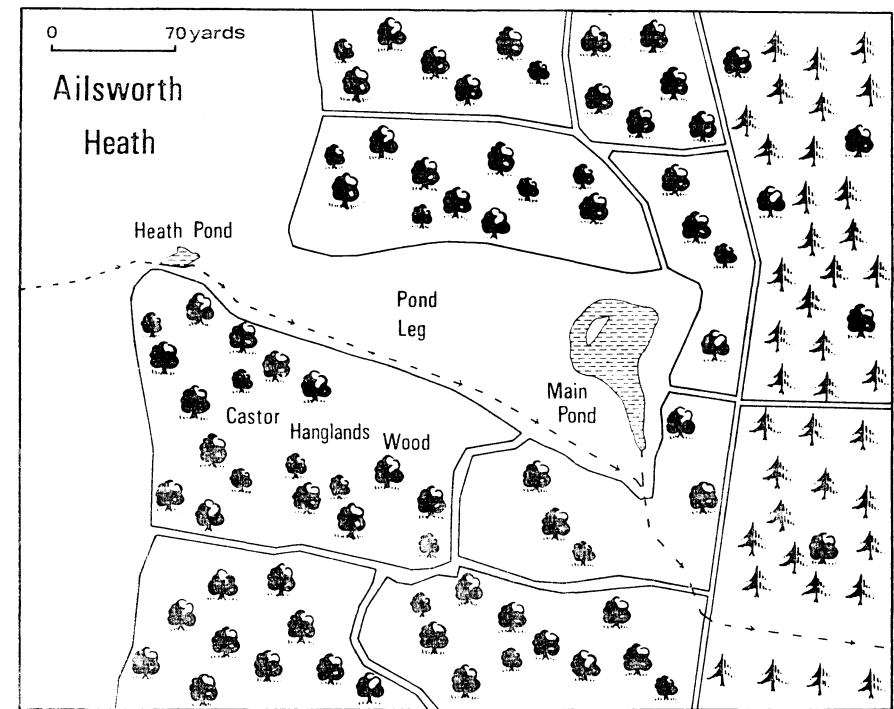 0 70 yards
Ailsworth
Heath
Heath Pond
Pond
Leg
Main
Pond
Castor Hanglands Wood